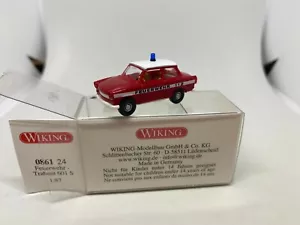 FEUERWEHR 112
WIKING
0861 24
Feuerwehr
Trabant 601 S
1:87
WIKING
WIKING-Modellbau GmbH & Co. KG
Schlittenbacher Str. 60 · D 58511 Lüdenscheid
www.wiking.de · info@wiking.de
Made in Germany
Nicht für Kinder unter 14 Jahren geeignet
Not suitable for children under 14 years of age